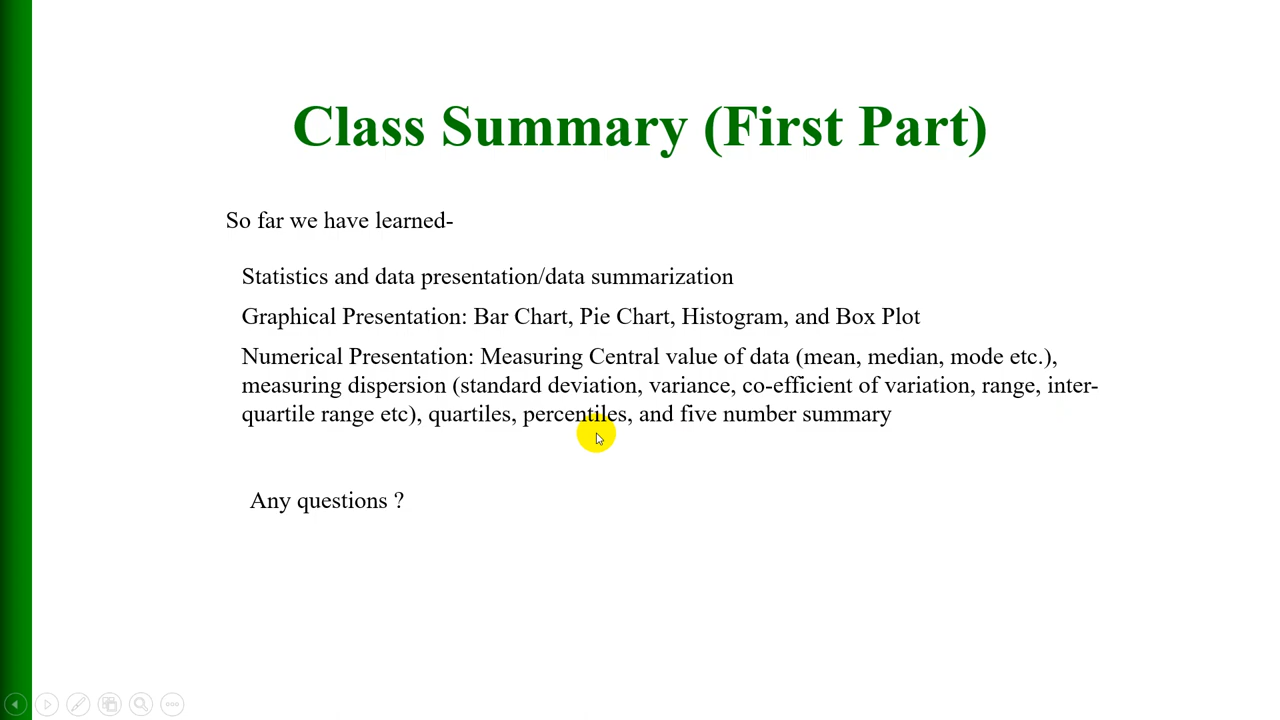 Class Summary (First Part)
So far we have learned-
Statistics and data presentation/data summarization
Graphical Presentation: Bar Chart, Pie Chart, Histogram, and Box Plot
Numerical Presentation: Measuring Central value of data (mean, median, mode etc.),
measuring dispersion (standard deviation, variance, co-efficient of variation, range, inter-
quartile range etc), quartiles, percentiles, and five number summary
Any questions ?